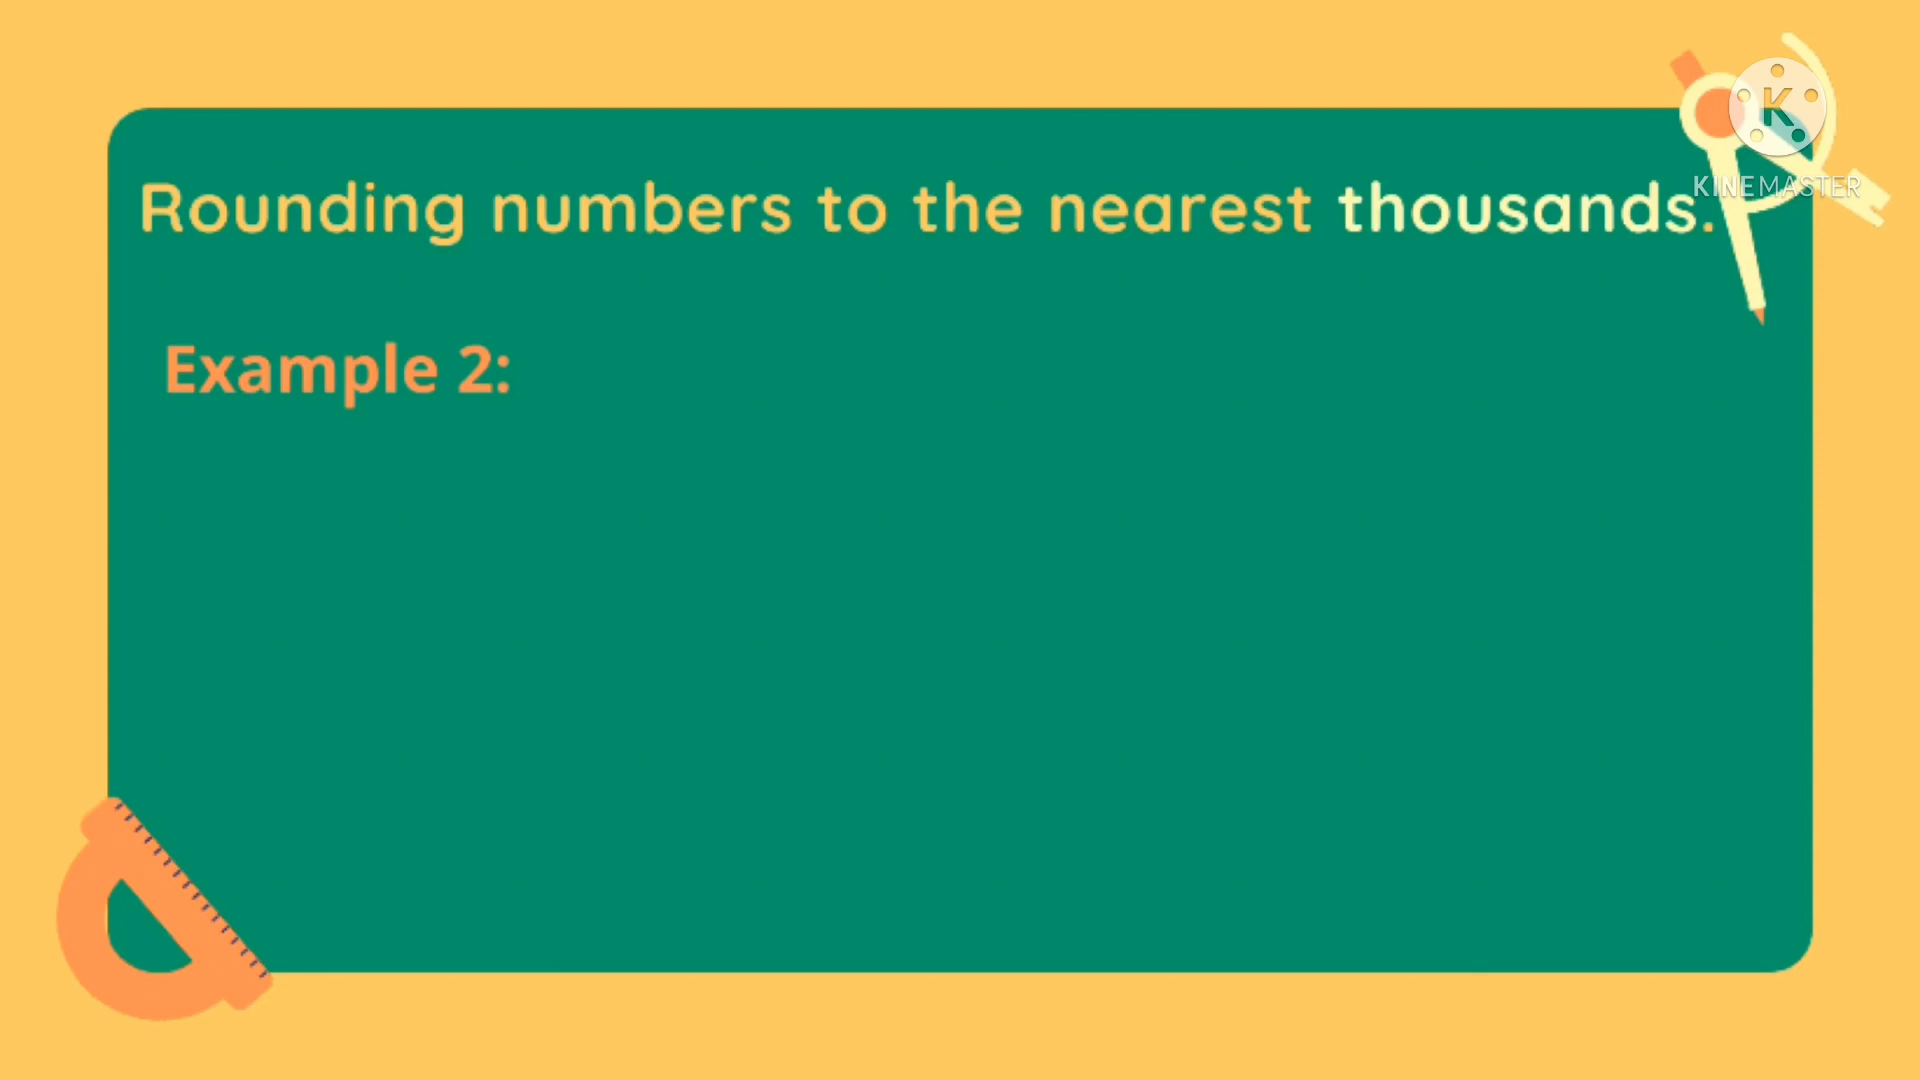 Rounding numbers to the nearest thousands.
K
KINEMASTER
Example 2: